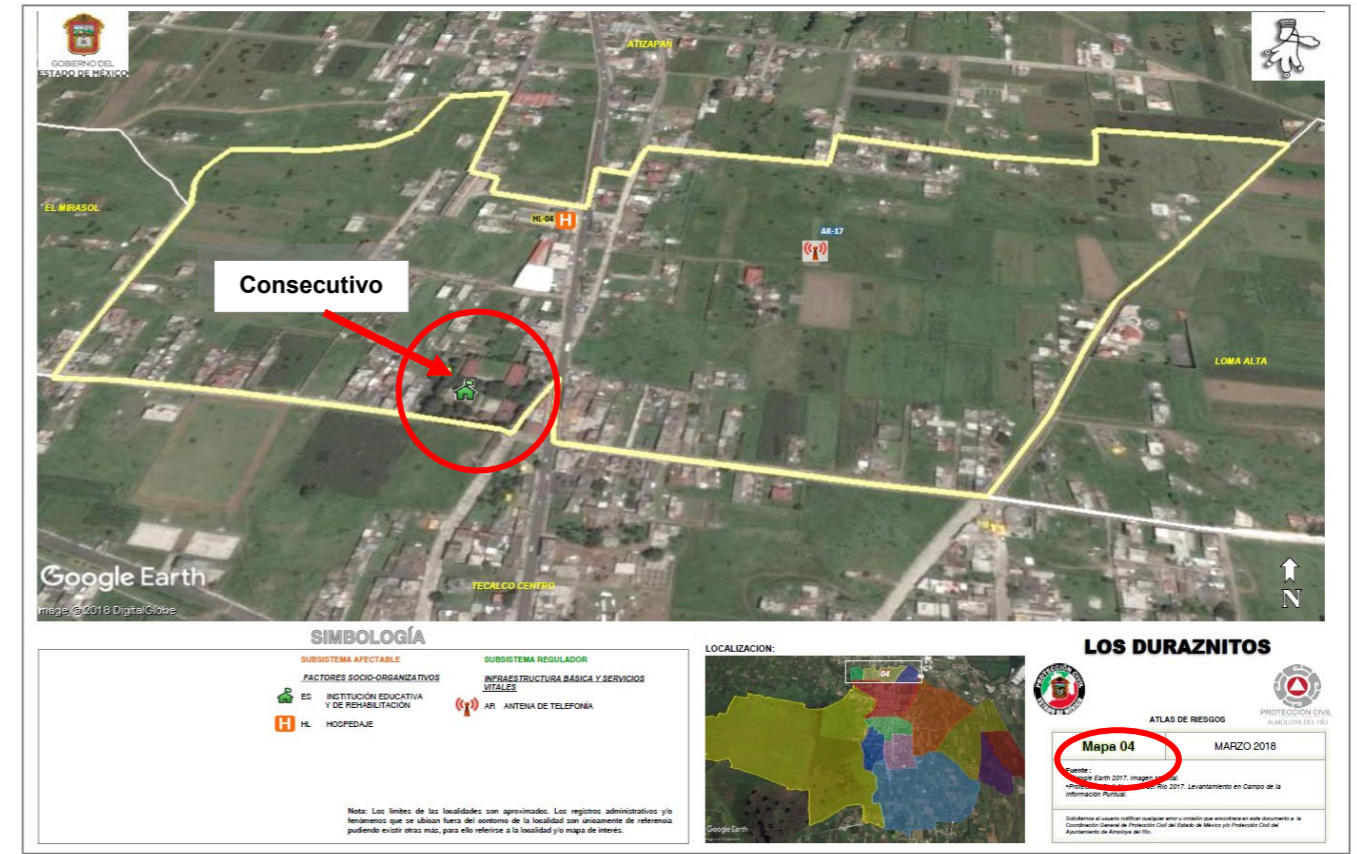 GOBIERNO DEL
ESTADO DE MÉXICO
ATIZAPAN
EL MIRASOL
HL-04
H
AR-17
Consecutivo
LOMA ALTA
TECALCO CENTRO
Google Earth
Image © 2018 DigitalGlobe
N
SIMBOLOGÍA
SUBSISTEMA AFECTABLE
FACTORES SOCIO-ORGANIZATIVOS
ES INSTITUCIÓN EDUCATIVA
Y DE REHABILITACIÓN
H HL HOSPEDAJE
SUBSISTEMA REGULADOR
INFRAESTRUCTURA BÁSICA Y SERVICIOS
VITALES
AR ANTENA DE TELEFONÍA
Nota: Los limites de las localidades son aproximados. Los registros administrativos y/o
fenómenos que se ubican fuera del contorno de la localidad son únicamente de referencia
pudiendo existir otras más, para ello referirse a la localidad y/o mapa de interés.
LOCALIZACION:
04
Google Earth
LOS DURAZNITOS
PROTECCIÓN CIVIL
ESTADO DE MÉXICO
PROTECCIÓN CIVIL
ALMOLOYA DEL RÍO
ATLAS DE RIESGOS
Mapa 04
MARZO 2018
Fuente:
Google Earth 2017. Imagen
Río 2017. Levantamiento en Campo de la
Información Puntual.
Solicitamos al usuario notificar cualquier error u omisión que encontrara en este documento a la
Coordinación General de Protección Civil del Estado de México y/o Protección Civil del
Ayuntamiento de Almoloya del Río.